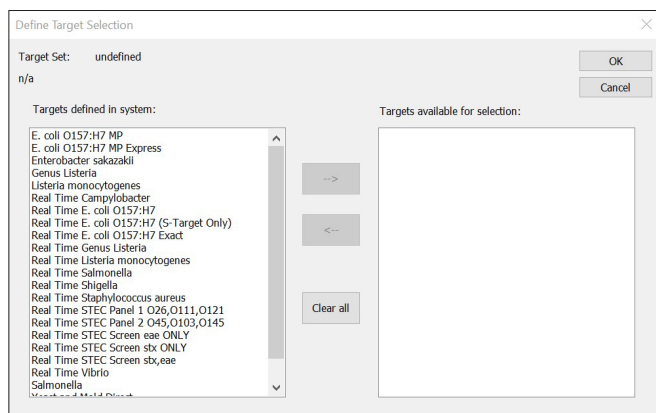 Define Target Selection
Target Set: undefined
OK
n/a
Cancel
Targets defined in system:
Targets available for selection:
E. coli O157:H7 MP
E. coli O157:H7 MP Express
Enterobacter sakazakii
Genus Listeria
Listeria monocytogenes
Real Time Campylobacter
Real Time E. coli O157:H7
Real Time E. coli O157:H7 (S-Target Only)
Real Time E. coli O157:H7 Exact
Real Time Genus Listeria
Real Time Listeria monocytogenes
Real Time Salmonella
Real Time Shigella
Real Time Staphylococcus aureus
Real Time STEC Panel 1 O26,O111,O121
Real Time STEC Panel 2 O45,O103,O145
Real Time STEC Screen eae ONLY
Real Time STEC Screen stx ONLY
Real Time STEC Screen stx,eae
Real Time Vibrio
Salmonella
Yeast and Mold Direct
-->
<--
Clear all